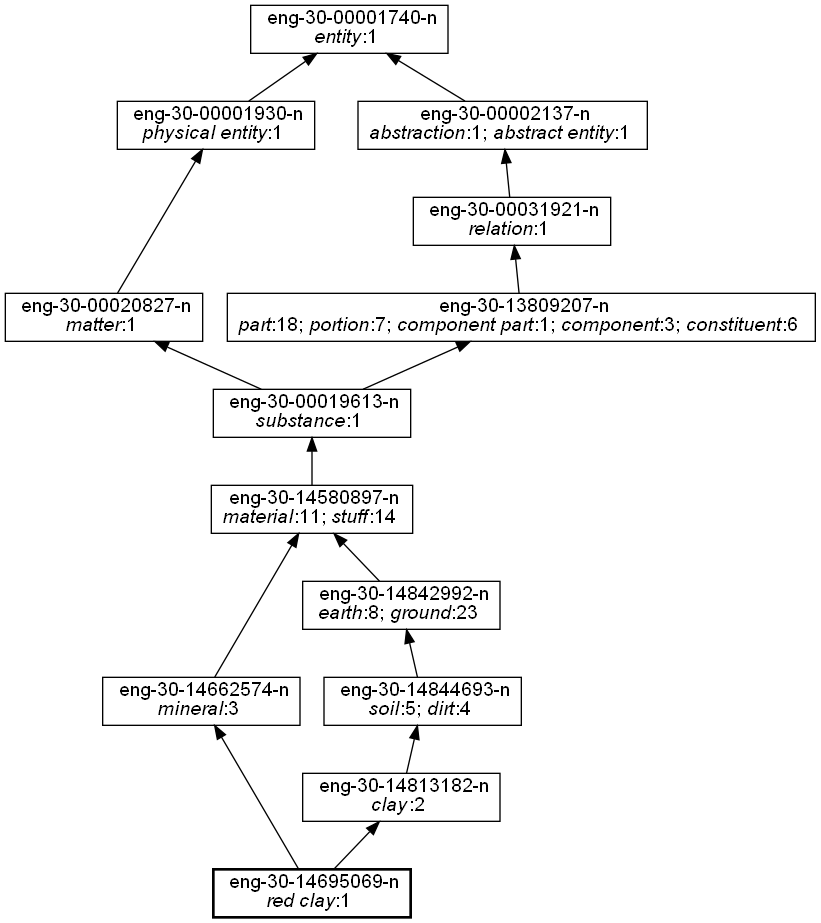 eng-30-00001740-n
entity:1
eng-30-00001930-n
physical entity:1
eng-30-00002137-n
abstraction:1; abstract entity:1
eng-30-00031921-n
relation:1
eng-30-00020827-n
matter:1
eng-30-13809207-n
part:18; portion:7; component part:1; component:3; constituent:6
eng-30-00019613-n
substance:1
eng-30-14580897-n
material:11; stuff:14
eng-30-14842992-n
earth:8; ground:23
eng-30-14662574-n
mineral:3
eng-30-14844693-n
soil:5; dirt:4
eng-30-14813182-n
clay:2
eng-30-14695069-n
red clay:1